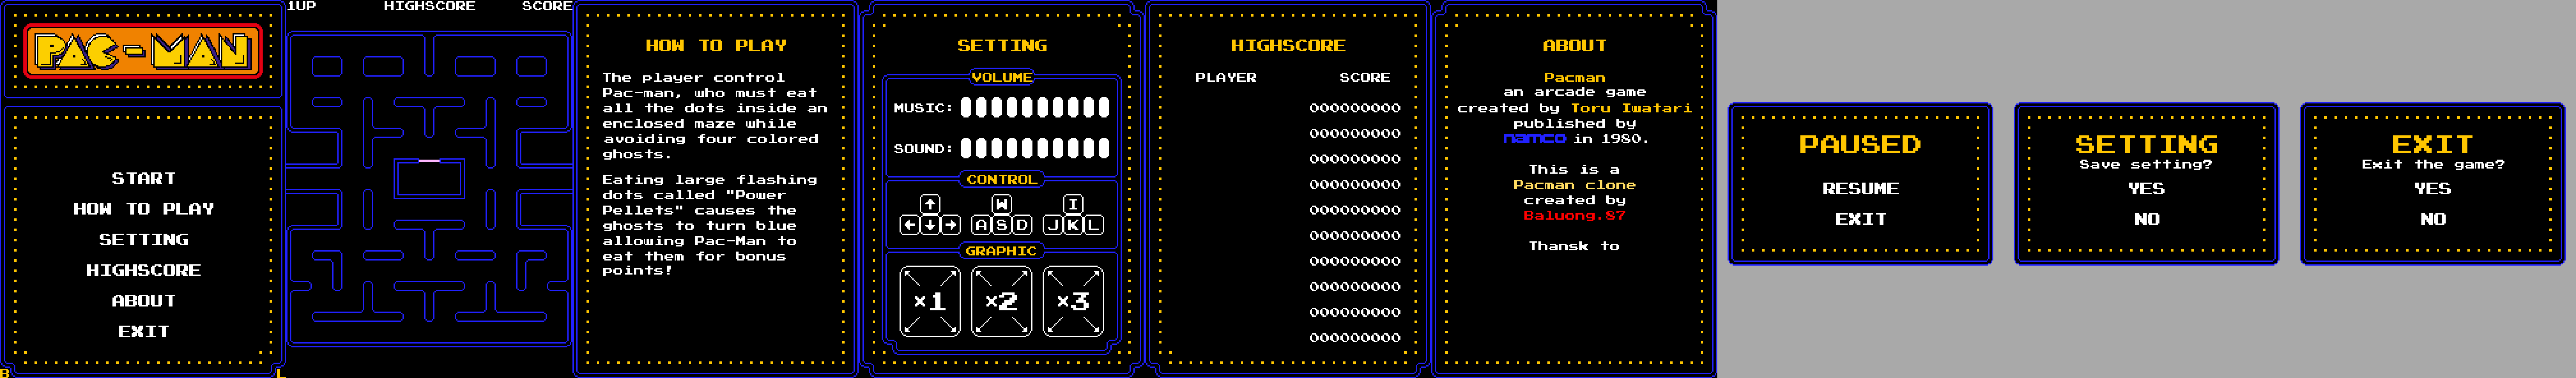 PAC-MAN
START
HOW TO PLAY
SETTING
HIGHSCORE
ABOUT
EXIT
B L
1UP HIGHSCORE SCORE
HOW TO PLAY
The player control
Pac-man, who must eat
all the dots inside an
enclosed maze while
avoiding four colored
ghosts.
Eating large flashing
dots called "Power
Pellets" causes the
ghosts to turn blue
allowing Pac-Man to
eat them for bonus
points!
SETTING
VOLUME
MUSIC:
SOUND:
CONTROL
↑ W I
←↓→ ASD JKL
GRAPHIC
×1 ×2 ×3
HIGHSCORE
PLAYER SCORE
000000000
000000000
000000000
000000000
000000000
000000000
000000000
000000000
000000000
000000000
ABOUT
Pacman
an arcade game
created by Toru Iwatari
published by
namco in 1980.
This is a
Pacman clone
created by
Baluong.87
Thansk to
PAUSED
RESUME
EXIT
SETTING
Save setting?
YES
NO
EXIT
Exit the game?
YES
NO